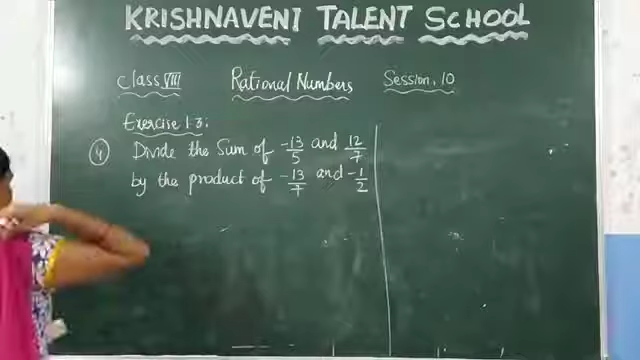 KRISHNAVENI TALENT SCHOOL
Class VIII Rational Numbers Session. 10
Exercise 1.3.
4) Divide the Sum of -13/5 and 12/7
by the product of -13/7 and -1/2